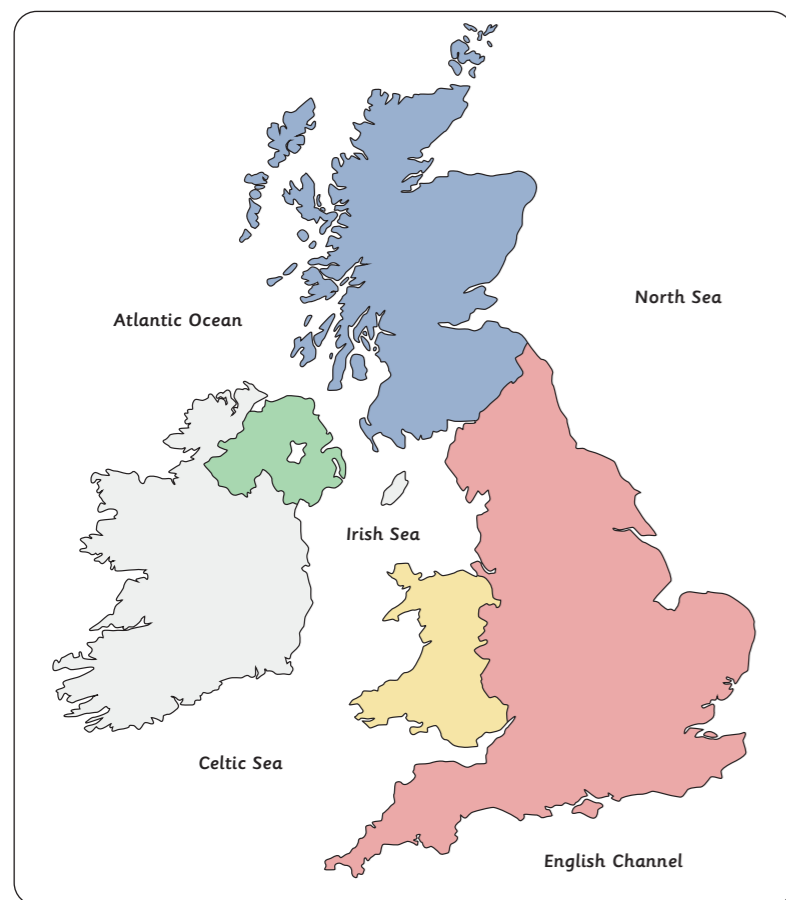 North Sea
Atlantic Ocean
Irish Sea
Celtic Sea
English Channel